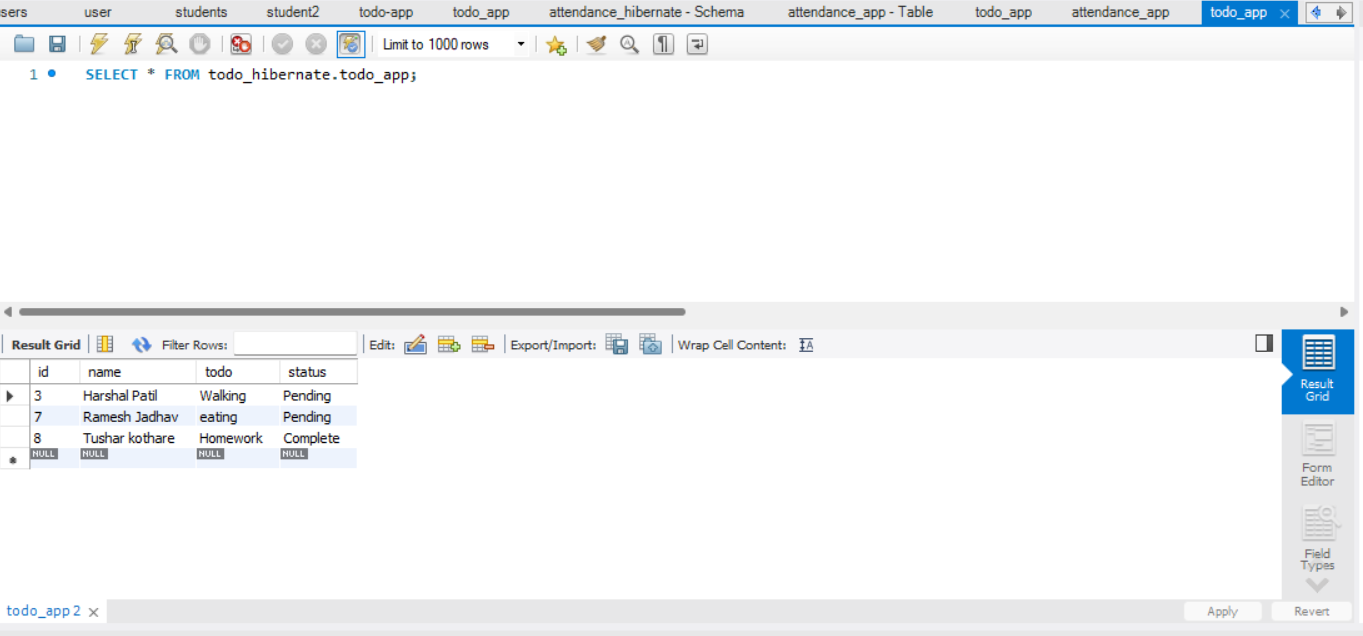 sers user students student2 todo-app todo_app attendance_hibernate - Schema attendance_app - Table todo_app attendance_app todo_app
Limit to 1000 rows
1 SELECT * FROM todo_hibernate.todo_app;
Result Grid Filter Rows: Edit: Export/Import: Wrap Cell Content:
id name todo status
3 Harshal Patil Walking Pending
7 Ramesh Jadhav eating Pending
8 Tushar kothare Homework Complete
NULL NULL NULL NULL
Result
Grid
Form
Editor
Field
Types
todo_app 2 Apply Revert